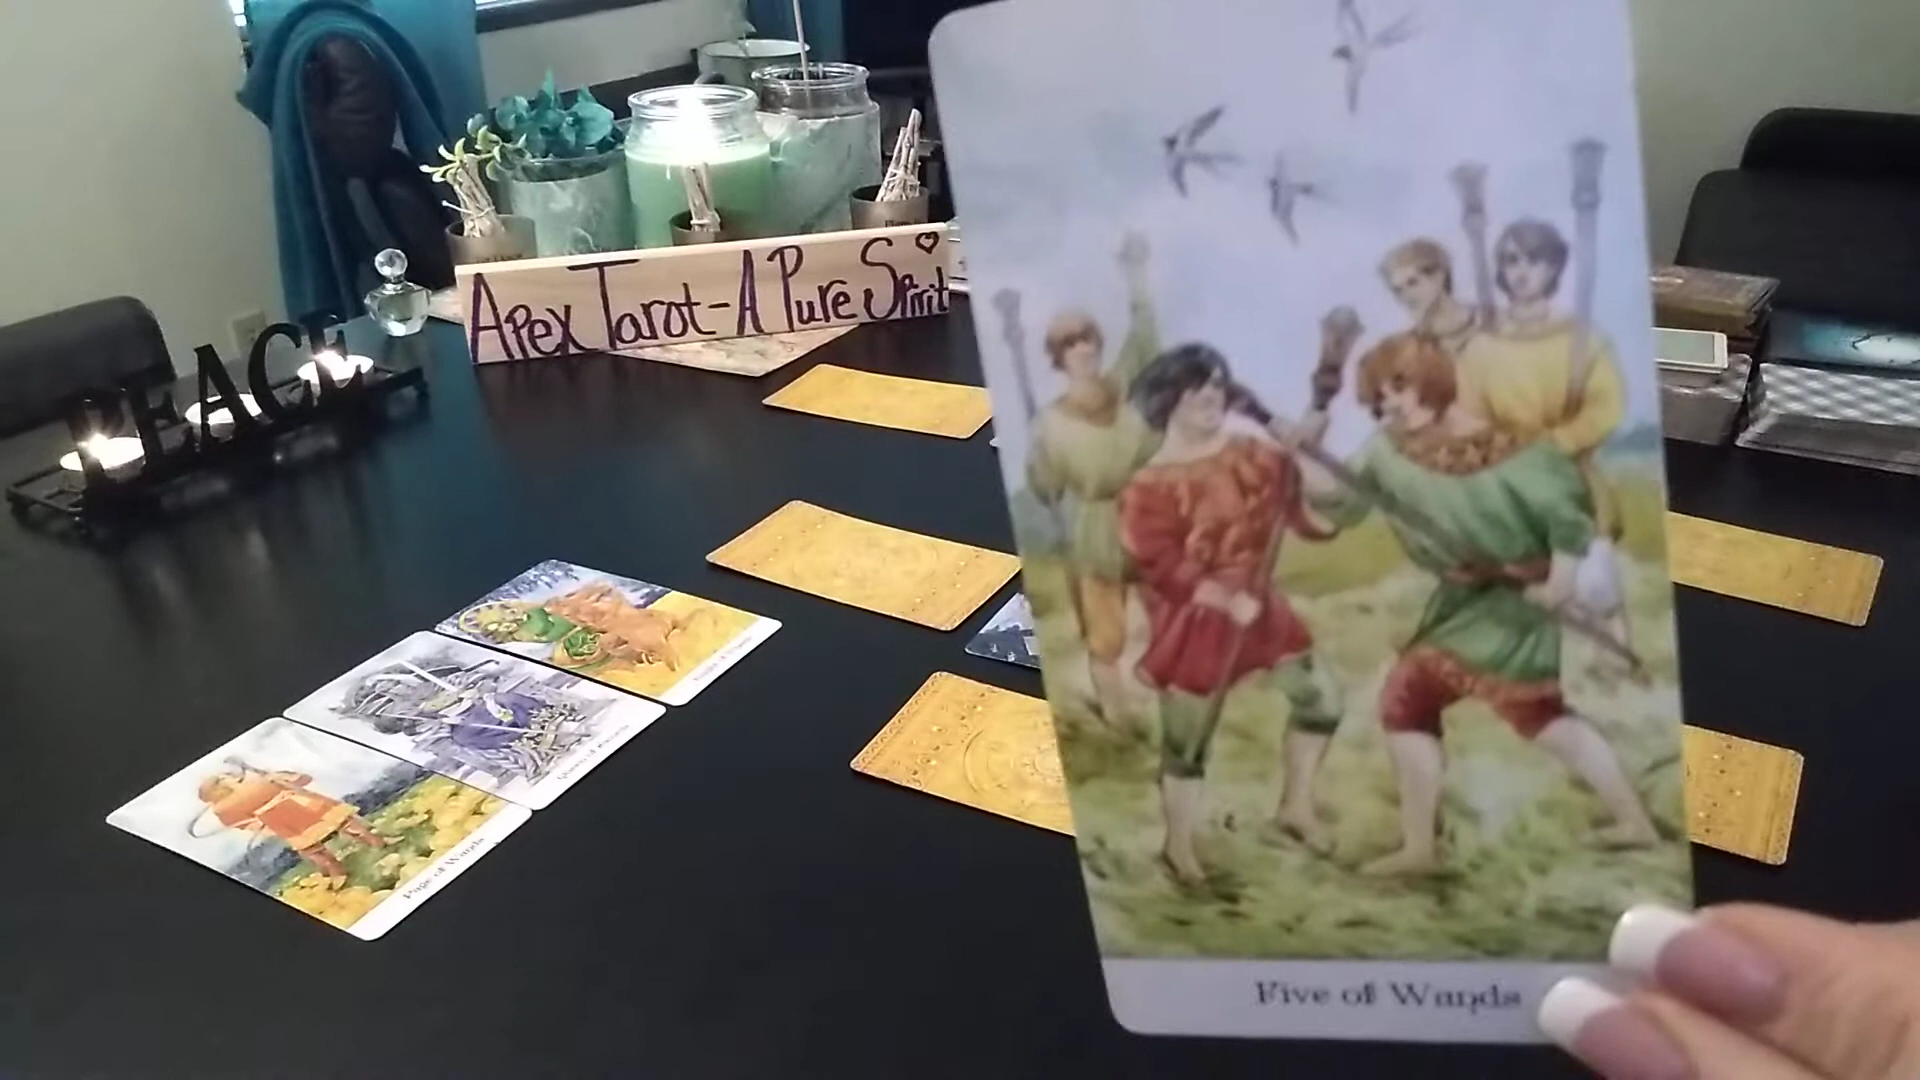 Apex Tarot-A Pure Spirit
PEACE
Five of Wands
Queen of Swords
Page of Wands